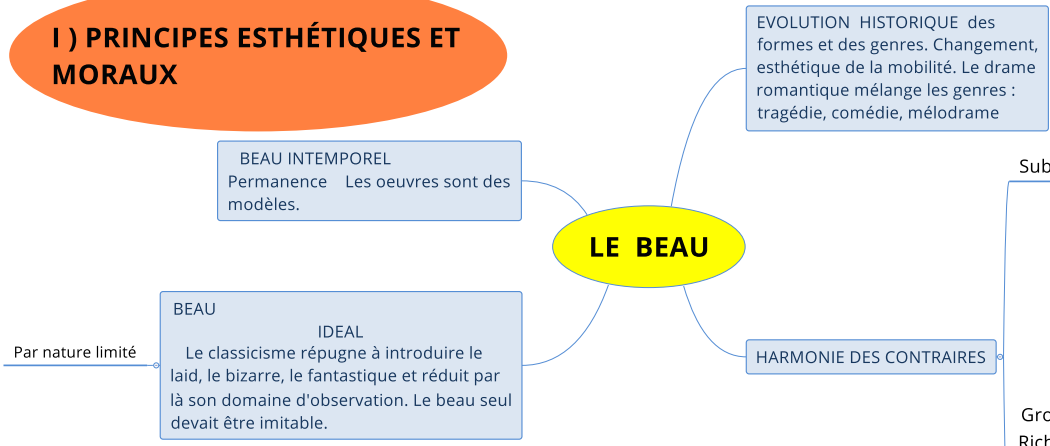 I ) PRINCIPES ESTHÉTIQUES ET
MORAUX
EVOLUTION HISTORIQUE des
formes et des genres. Changement,
esthétique de la mobilité. Le drame
romantique mélange les genres :
tragédie, comédie, mélodrame
BEAU INTEMPOREL
Permanence Les oeuvres sont des
modèles.
LE BEAU
BEAU
IDEAL
Le classicisme répugne à introduire le
laid, le bizarre, le fantastique et réduit par
là son domaine d'observation. Le beau seul
devait être imitable.
Par nature limité
HARMONIE DES CONTRAIRES